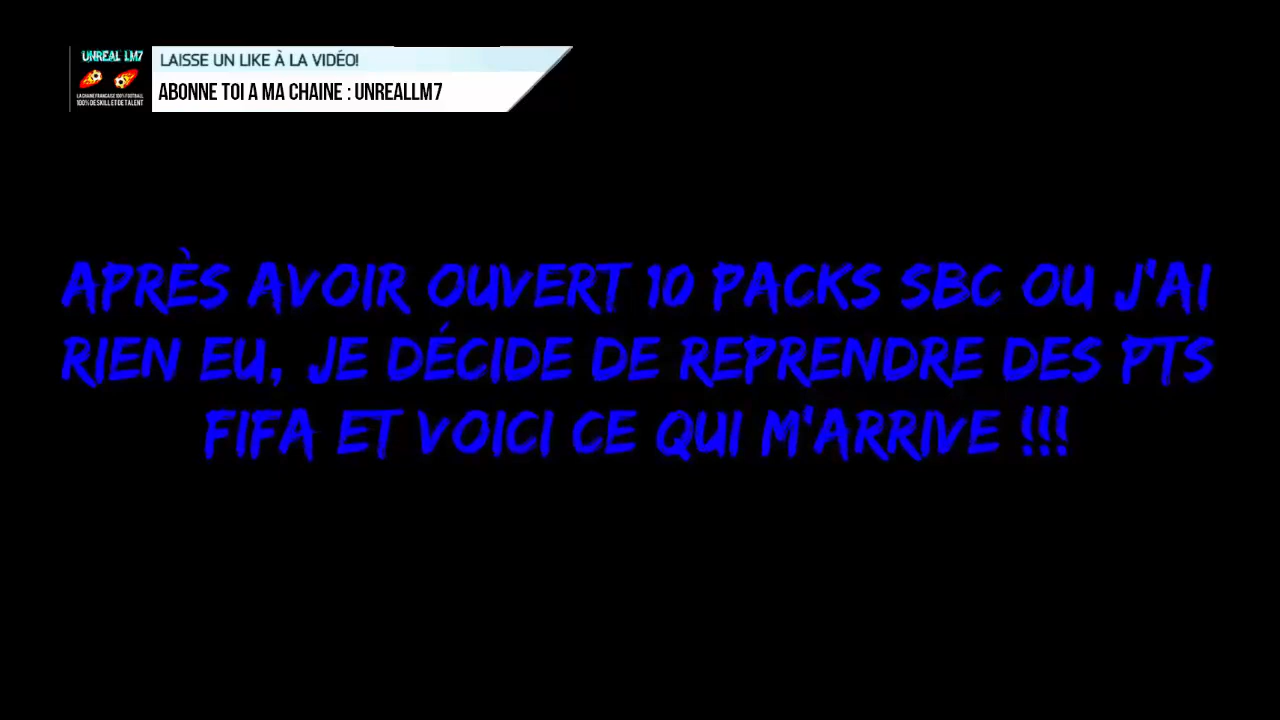 UNREAL LM7
LA CHAINE FRANCAISE 100% FOOTBALL
100% DE SKILL ET DE TALENT
LAISSE UN LIKE À LA VIDÉO!
ABONNE TOI A MA CHAINE : UNREALLM7
APRÈS AVOIR OUVERT 10 PACKS SBC OU J'AI
RIEN EU, JE DÉCIDE DE REPRENDRE DES PTS
FIFA ET VOICI CE QUI M'ARRIVE !!!